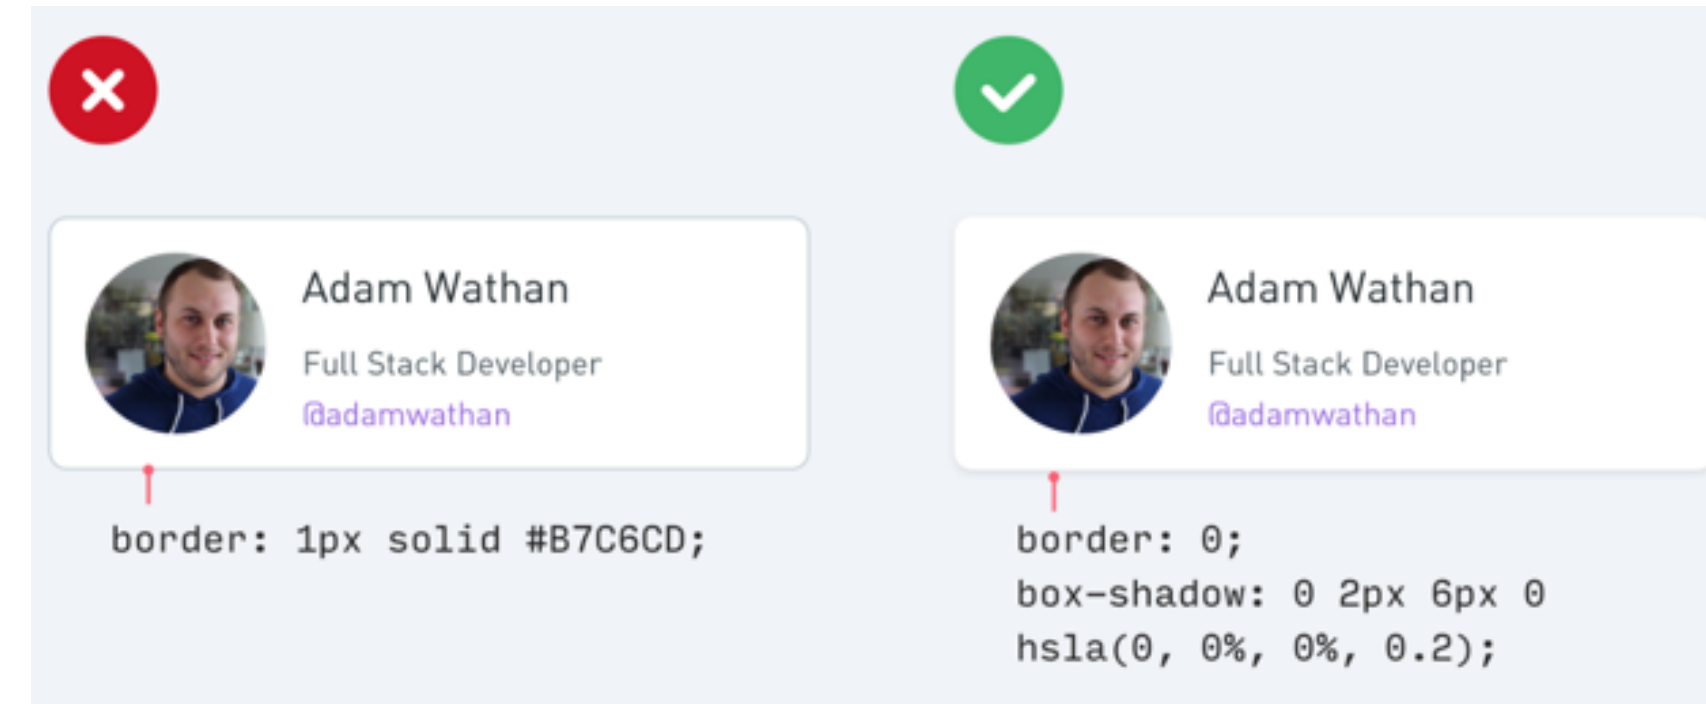 Adam Wathan
Full Stack Developer
@adamwathan
border: 1px solid #B7C6CD;
Adam Wathan
Full Stack Developer
@adamwathan
border: 0;
box-shadow: 0 2px 6px 0
hsla(0, 0%, 0%, 0.2);